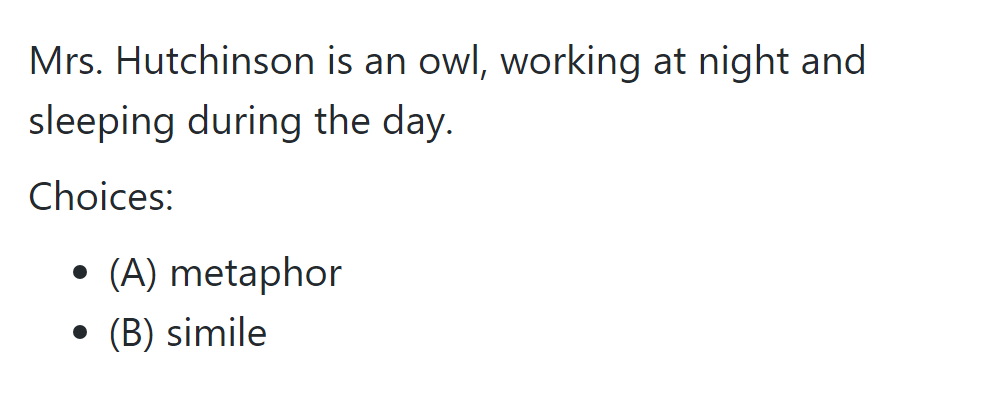 Mrs. Hutchinson is an owl, working at night and
sleeping during the day.
Choices:
• (A) metaphor
• (B) simile